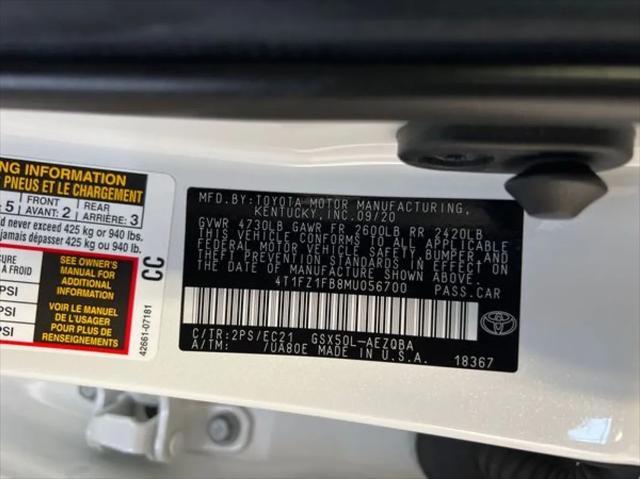 NG INFORMATION
PNEUS ET LE CHARGEMENT
5 FRONT AVANT: 2 REAR ARRIÈRE: 3
d never exceed 425 kg or 940 lbs.
jamais dépasser 425 kg ou 940 lb.
SURE
À FROID
PSI
PSI
PSI
SEE OWNER'S
MANUAL FOR
ADDITIONAL
INFORMATION
VOIR LE MANUEL
DE L'USAGER
POUR PLUS DE
RENSEIGNEMENTS
CC
42661-07181
MFD.BY:TOYOTA MOTOR MANUFACTURING,
KENTUCKY,INC.09/20
GVWR 4730LB GAWR FR 2600LB RR 2420LB
THIS VEHICLE CONFORMS TO ALL APPLICABLE
FEDERAL MOTOR VEHICLE SAFETY, BUMPER, AND
THEFT PREVENTION STANDARDS IN EFFECT ON
THE DATE OF MANUFACTURE SHOWN ABOVE.
4T1FZ1FB8MU056700 PASS.CAR
C/TR:2PS/EC21 GSX50L-AEZQBA
A/TM: /UA80E MADE IN U.S.A. 18367